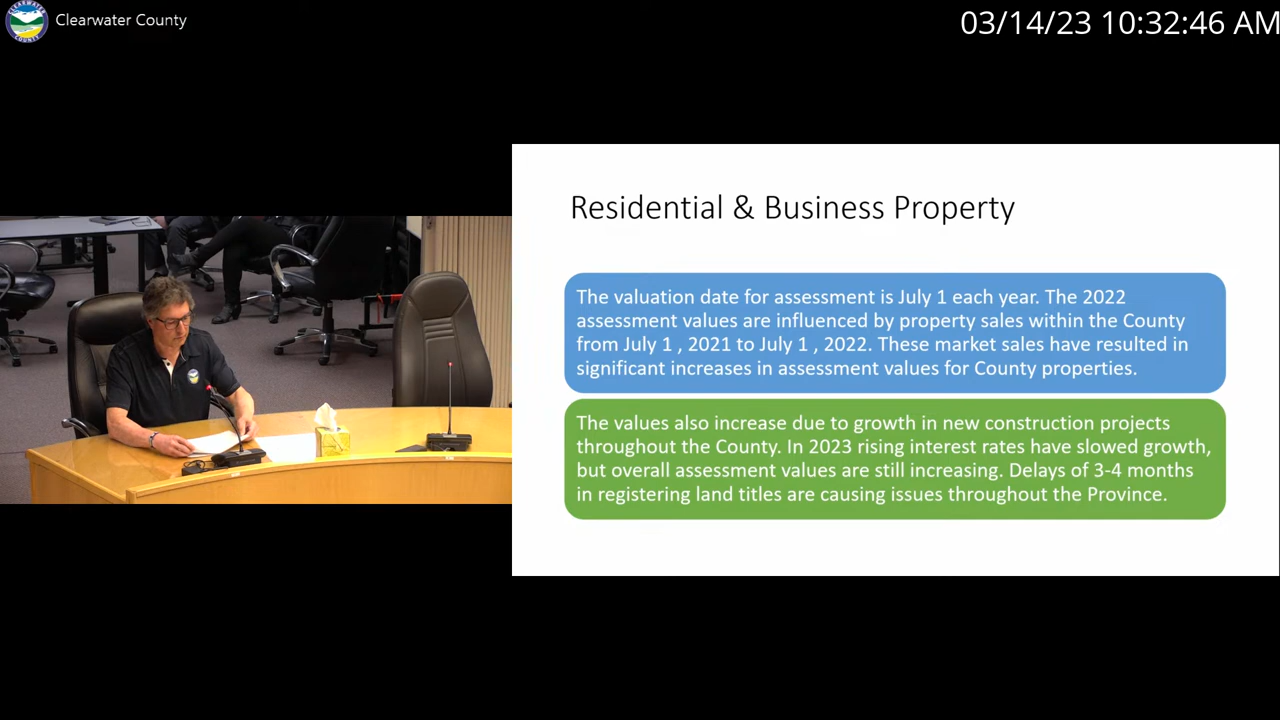 CLEARWATER
COUNTY
Clearwater County
03/14/23 10:32:46 AM
Residential & Business Property
The valuation date for assessment is July 1 each year. The 2022
assessment values are influenced by property sales within the County
from July 1 , 2021 to July 1 , 2022. These market sales have resulted in
significant increases in assessment values for County properties.
The values also increase due to growth in new construction projects
throughout the County. In 2023 rising interest rates have slowed growth,
but overall assessment values are still increasing. Delays of 3-4 months
in registering land titles are causing issues throughout the Province.